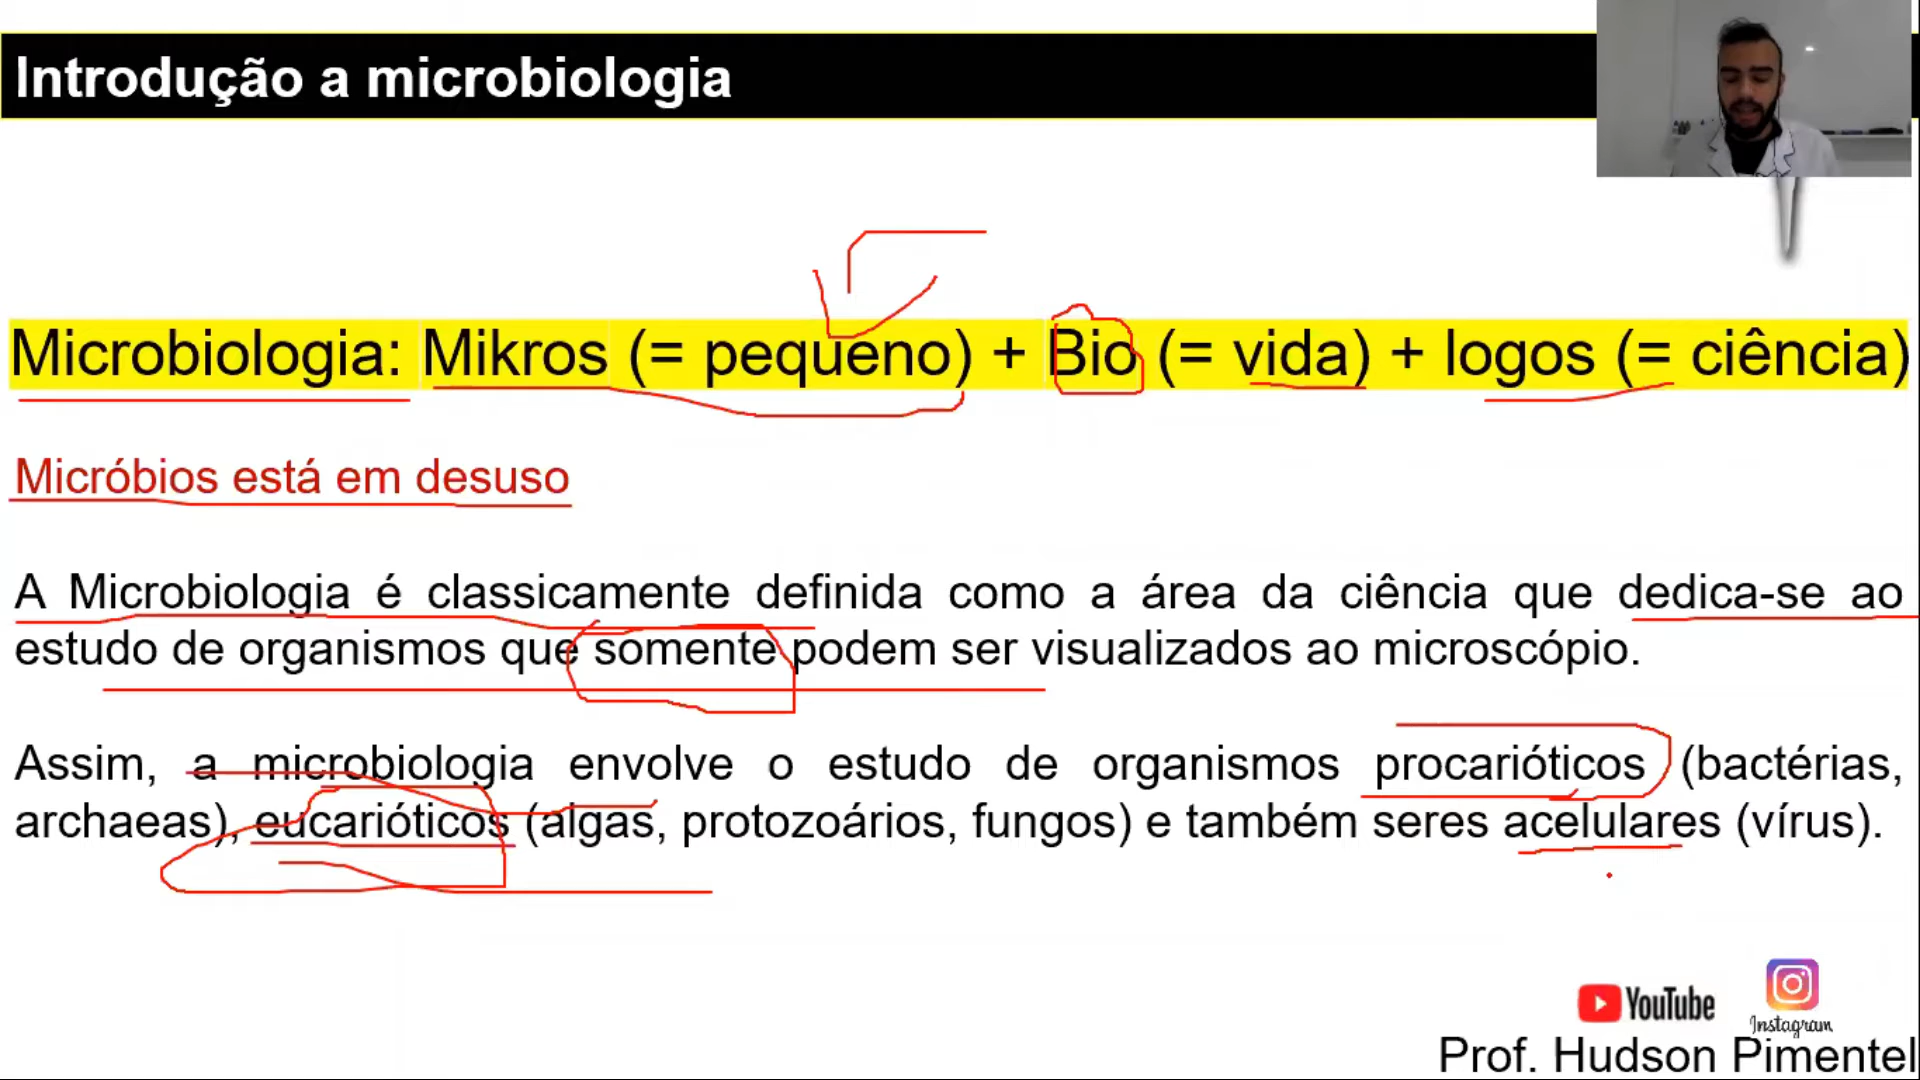 Introdução a microbiologia
Microbiologia: Mikros (= pequeno) + Bio (= vida) + logos (= ciência)
Micróbios está em desuso
A Microbiologia é classicamente definida como a área da ciência que dedica-se ao
estudo de organismos que somente podem ser visualizados ao microscópio.
Assim, a microbiologia envolve o estudo de organismos procarióticos (bactérias,
archaeas), eucarióticos (algas, protozoários, fungos) e também seres acelulares (vírus).
YouTube
Instagram
Prof. Hudson Pimentel